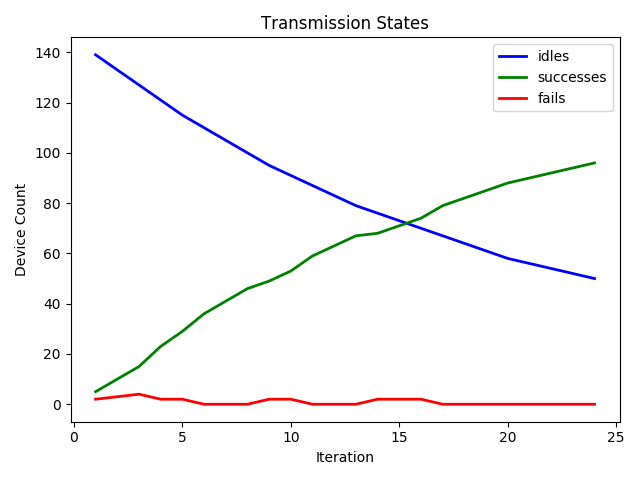 Transmission States
idles
successes
fails
Device Count
140
120
100
80
60
40
20
0
0 5 10 15 20 25
Iteration